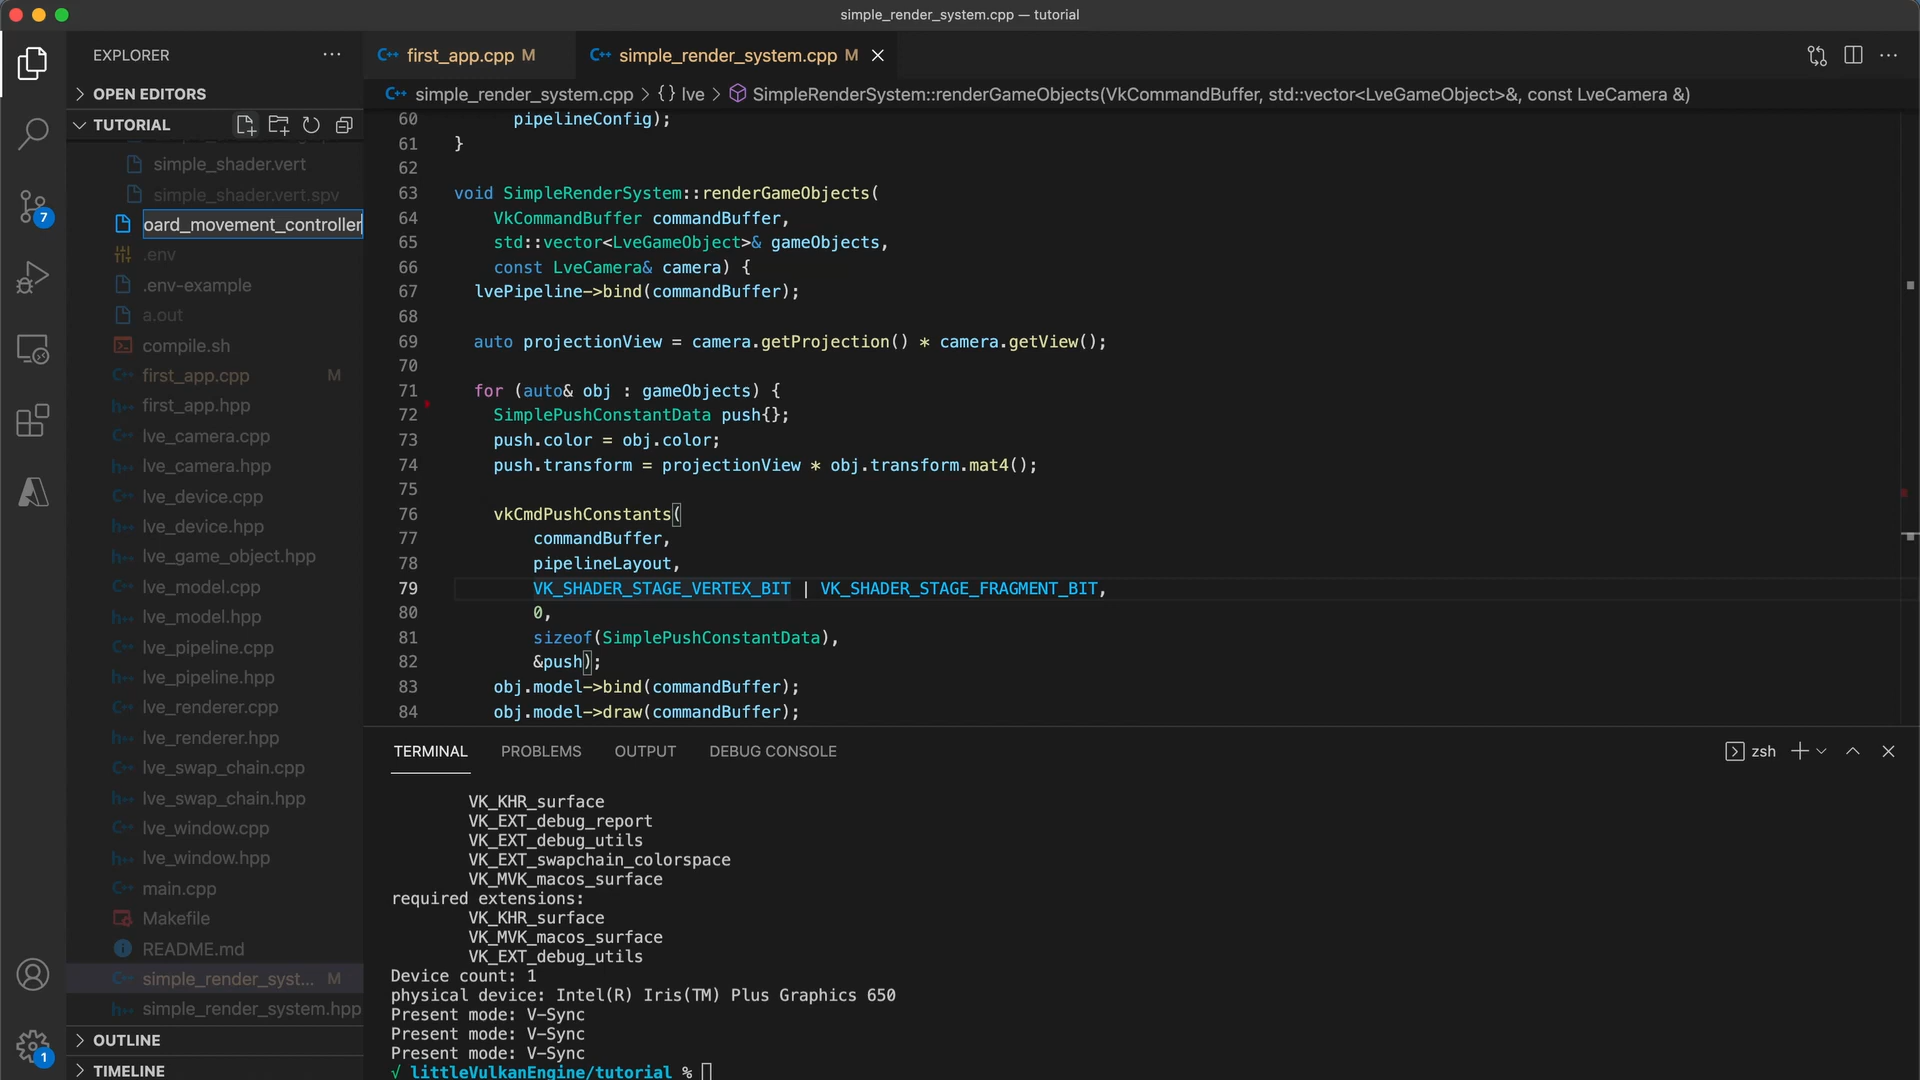 simple_render_system.cpp — tutorial
EXPLORER
OPEN EDITORS
TUTORIAL
simple_shader.vert
simple_shader.vert.spv
oard_movement_controller
.env
.env-example
a.out
compile.sh
first_app.cpp M
first_app.hpp
lve_camera.cpp
lve_camera.hpp
lve_device.cpp
lve_device.hpp
lve_game_object.hpp
lve_model.cpp
lve_model.hpp
lve_pipeline.cpp
lve_pipeline.hpp
lve_renderer.cpp
lve_renderer.hpp
lve_swap_chain.cpp
lve_swap_chain.hpp
lve_window.cpp
lve_window.hpp
main.cpp
Makefile
README.md
simple_render_syst... M
simple_render_system.hpp
OUTLINE
TIMELINE
7
1
first_app.cpp M
simple_render_system.cpp M
simple_render_system.cpp > {} lve > SimpleRenderSystem::renderGameObjects(VkCommandBuffer, std::vector<LveGameObject>&, const LveCamera &)
60 pipelineConfig);
61 }
62
63 void SimpleRenderSystem::renderGameObjects(
64 VkCommandBuffer commandBuffer,
65 std::vector<LveGameObject>& gameObjects,
66 const LveCamera& camera) {
67 lvePipeline->bind(commandBuffer);
68
69 auto projectionView = camera.getProjection() * camera.getView();
70
71 for (auto& obj : gameObjects) {
72 SimplePushConstantData push{};
73 push.color = obj.color;
74 push.transform = projectionView * obj.transform.mat4();
75
76 vkCmdPushConstants(
77 commandBuffer,
78 pipelineLayout,
79 VK_SHADER_STAGE_VERTEX_BIT | VK_SHADER_STAGE_FRAGMENT_BIT,
80 0,
81 sizeof(SimplePushConstantData),
82 &push);
83 obj.model->bind(commandBuffer);
84 obj.model->draw(commandBuffer);
TERMINAL PROBLEMS OUTPUT DEBUG CONSOLE
zsh
VK_KHR_surface
VK_EXT_debug_report
VK_EXT_debug_utils
VK_EXT_swapchain_colorspace
VK_MVK_macos_surface
required extensions:
VK_KHR_surface
VK_MVK_macos_surface
VK_EXT_debug_utils
Device count: 1
physical device: Intel(R) Iris(TM) Plus Graphics 650
Present mode: V-Sync
Present mode: V-Sync
Present mode: V-Sync
√ littleVulkanEngine/tutorial %